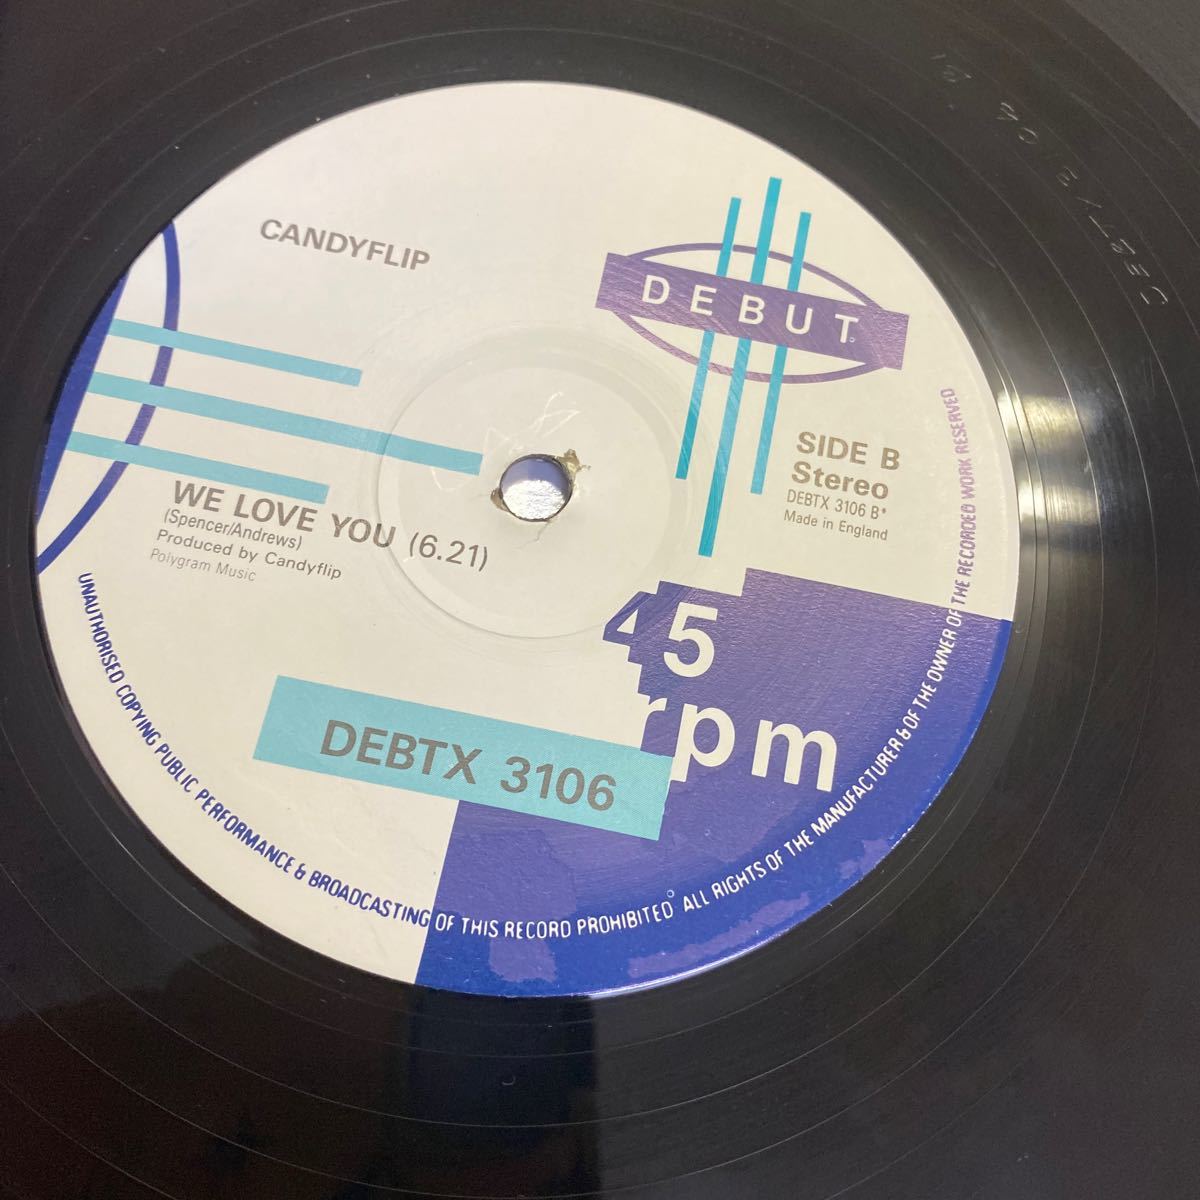 CANDYFLIP
DEBUT
SIDE B
Stereo
DEBTX 3106 B*
Made in England
WE LOVE YOU (6.21)
(Spencer/Andrews)
Produced by Candyflip
Polygram Music
45
rpm
DEBTX 3106
UNAUTHORISED COPYING PUBLIC PERFORMANCE & BROADCASTING OF THIS RECORD PROHIBITED ALL RIGHTS OF THE MANUFACTURER & OF THE OWNER OF THE RECORDED WORK RESERVED